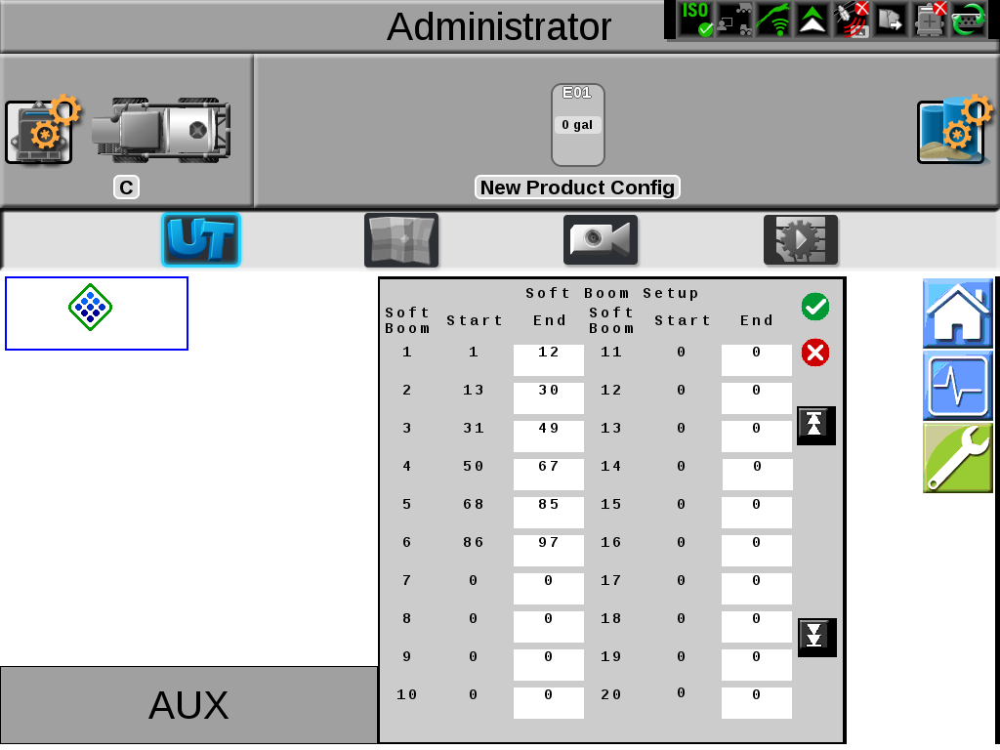 Administrator
ISO
E01
0 gal
C
New Product Config
UT
Soft Boom Setup
Soft Boom Start End Soft Boom Start End
1 1 12 11 0 0
2 13 30 12 0 0
3 31 49 13 0 0
4 50 67 14 0 0
5 68 85 15 0 0
6 86 97 16 0 0
7 0 0 17 0 0
8 0 0 18 0 0
9 0 0 19 0 0
10 0 0 20 0 0
AUX